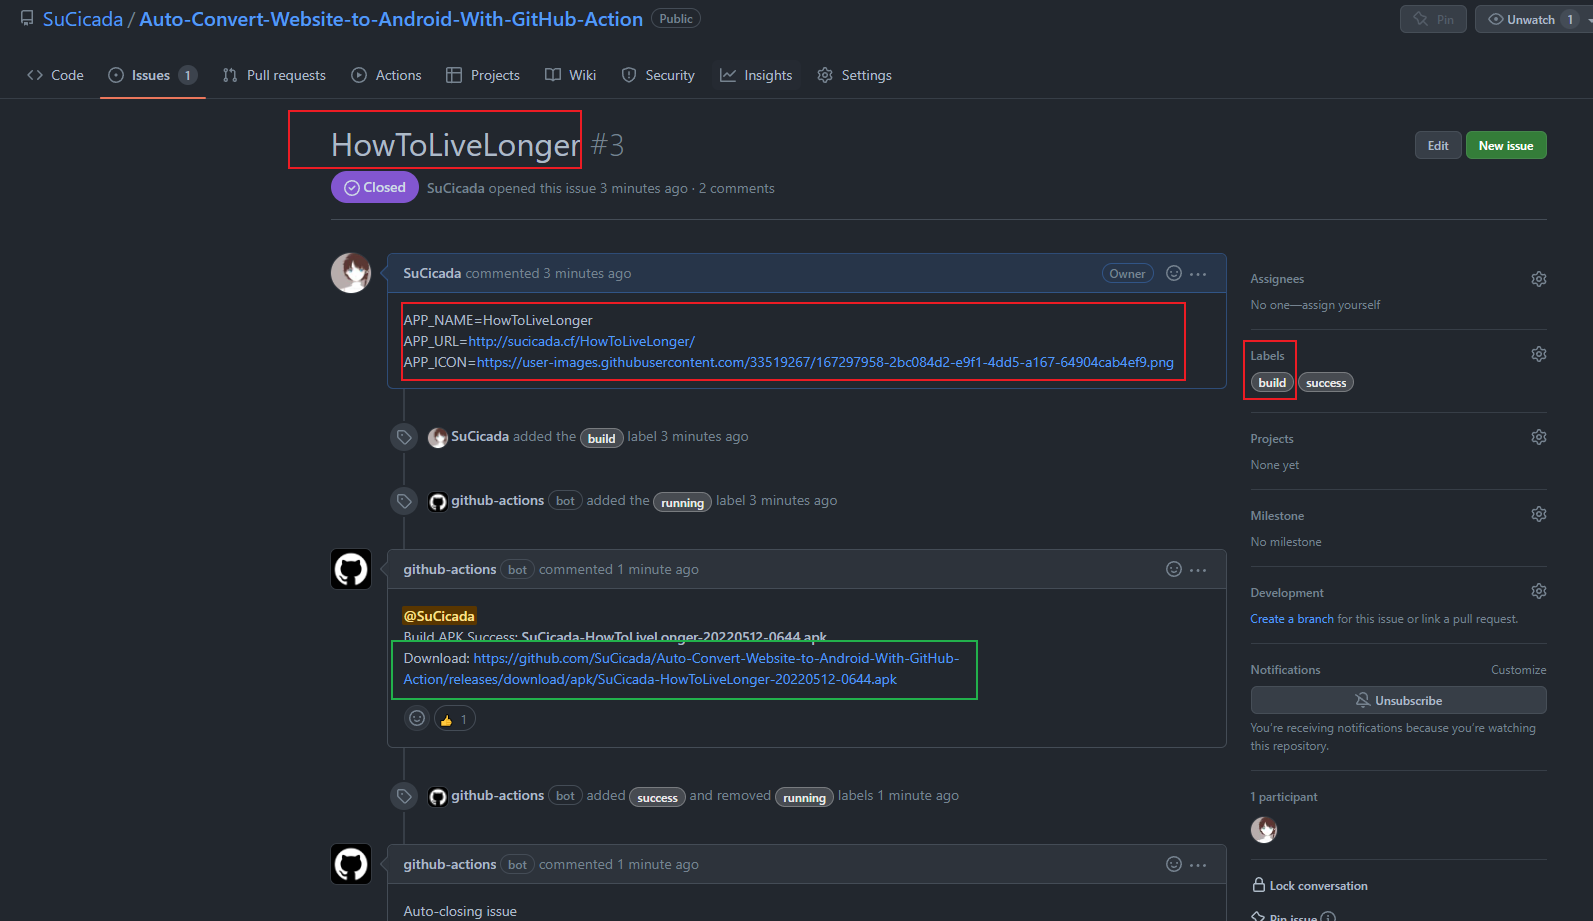 SuCicada / Auto-Convert-Website-to-Android-With-GitHub-Action Public
Pin
Unwatch 1
Code
Issues 1
Pull requests
Actions
Projects
Wiki
Security
Insights
Settings
HowToLiveLonger #3
Edit
New issue
Closed
SuCicada opened this issue 3 minutes ago · 2 comments
SuCicada commented 3 minutes ago
Owner
APP_NAME=HowToLiveLonger
APP_URL=http://sucicada.cf/HowToLiveLonger/
APP_ICON=https://user-images.githubusercontent.com/33519267/167297958-2bc084d2-e9f1-4dd5-a167-64904cab4ef9.png
SuCicada added the build label 3 minutes ago
github-actions bot added the running label 3 minutes ago
github-actions bot commented 1 minute ago
@SuCicada
Build APK Success: SuCicada-HowToLiveLonger-20220512-0644.apk
Download: https://github.com/SuCicada/Auto-Convert-Website-to-Android-With-GitHub-
Action/releases/download/apk/SuCicada-HowToLiveLonger-20220512-0644.apk
1
github-actions bot added success and removed running labels 1 minute ago
github-actions bot commented 1 minute ago
Auto-closing issue
Assignees
No one—assign yourself
Labels
build success
Projects
None yet
Milestone
No milestone
Development
Create a branch for this issue or link a pull request.
Notifications
Customize
Unsubscribe
You're receiving notifications because you're watching
this repository.
1 participant
Lock conversation
Pin issue